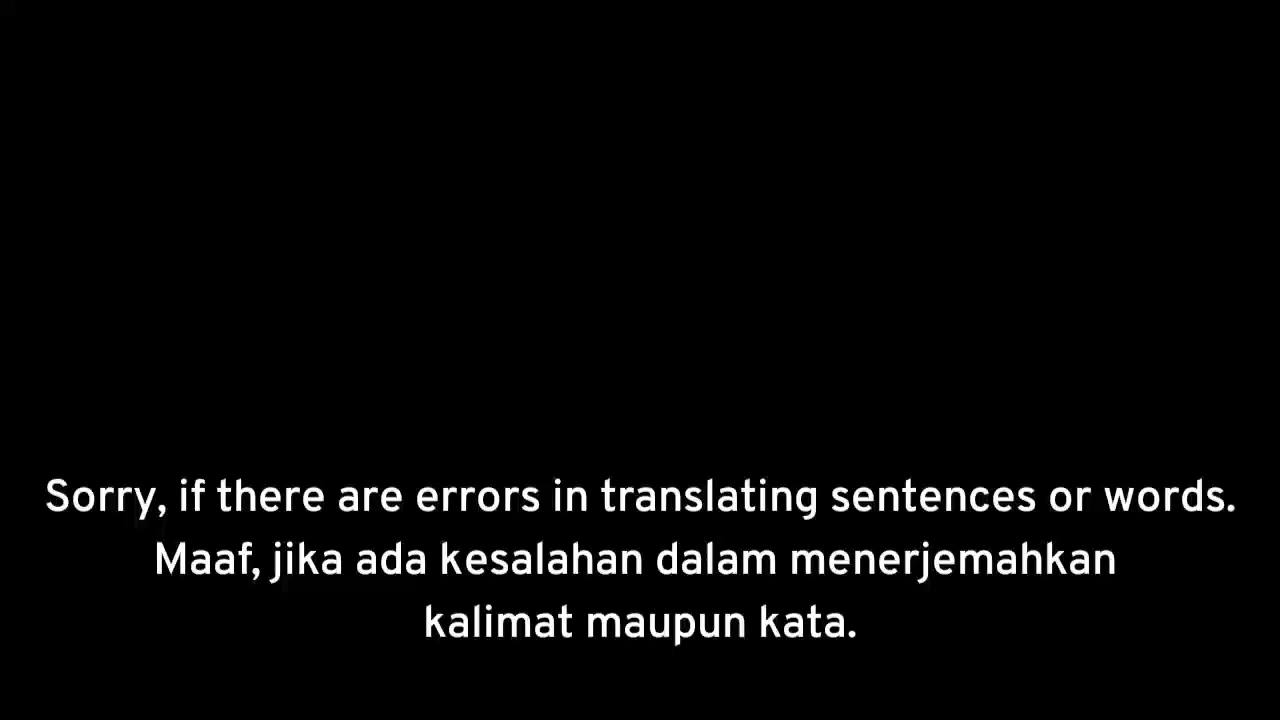 Sorry, if there are errors in translating sentences or words.
Maaf, jika ada kesalahan dalam menerjemahkan
kalimat maupun kata.